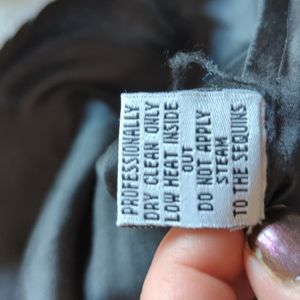 PROFESSIONALLY
DRY CLEAN ONLY
LOW HEAT INSIDE
OUT
DO NOT APPLY
STEAM
TO THE SEQUINS